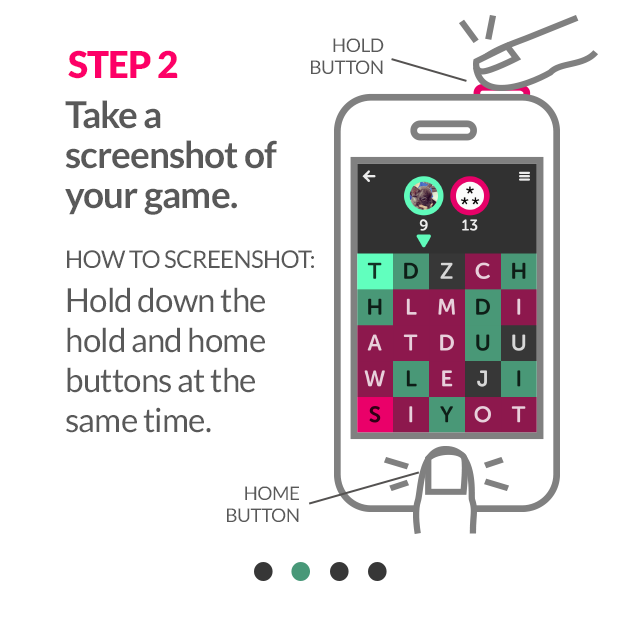 STEP 2
Take a
screenshot of
your game.
HOW TO SCREENSHOT:
Hold down the
hold and home
buttons at the
same time.
HOLD
BUTTON
9 13
T D Z C H
H L M D I
A T D U U
W L E J I
S I Y O T
HOME
BUTTON